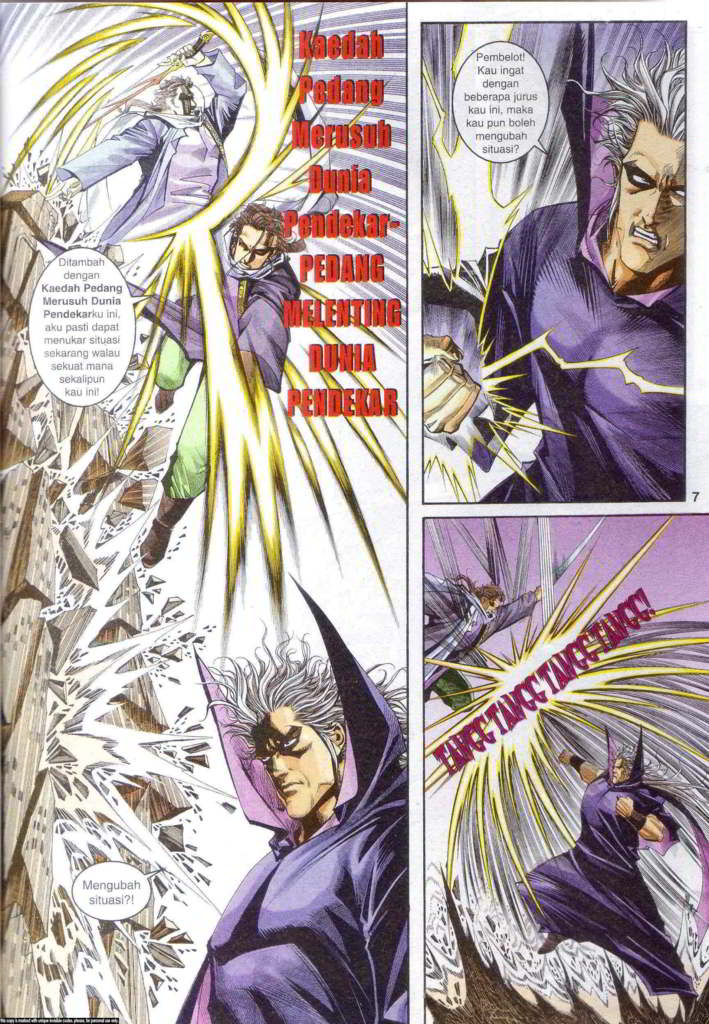 Kaedah
Pedang
Merusuh
Dunia
Pendekar-
PEDANG
MELENTING
DUNIA
PENDEKAR
Ditambah
dengan
Kaedah Pedang
Merusuh Dunia
Pendekarku ini,
aku pasti dapat
menukar situasi
sekarang walau
sekuat mana
sekalipun
kau ini!
Mengubah
situasi?!
Pembelot!
Kau ingat
dengan
beberapa jurus
kau ini, maka
kau pun boleh
mengubah
situasi?
7
TANGG TANGG TANGG TANGG TANGG!